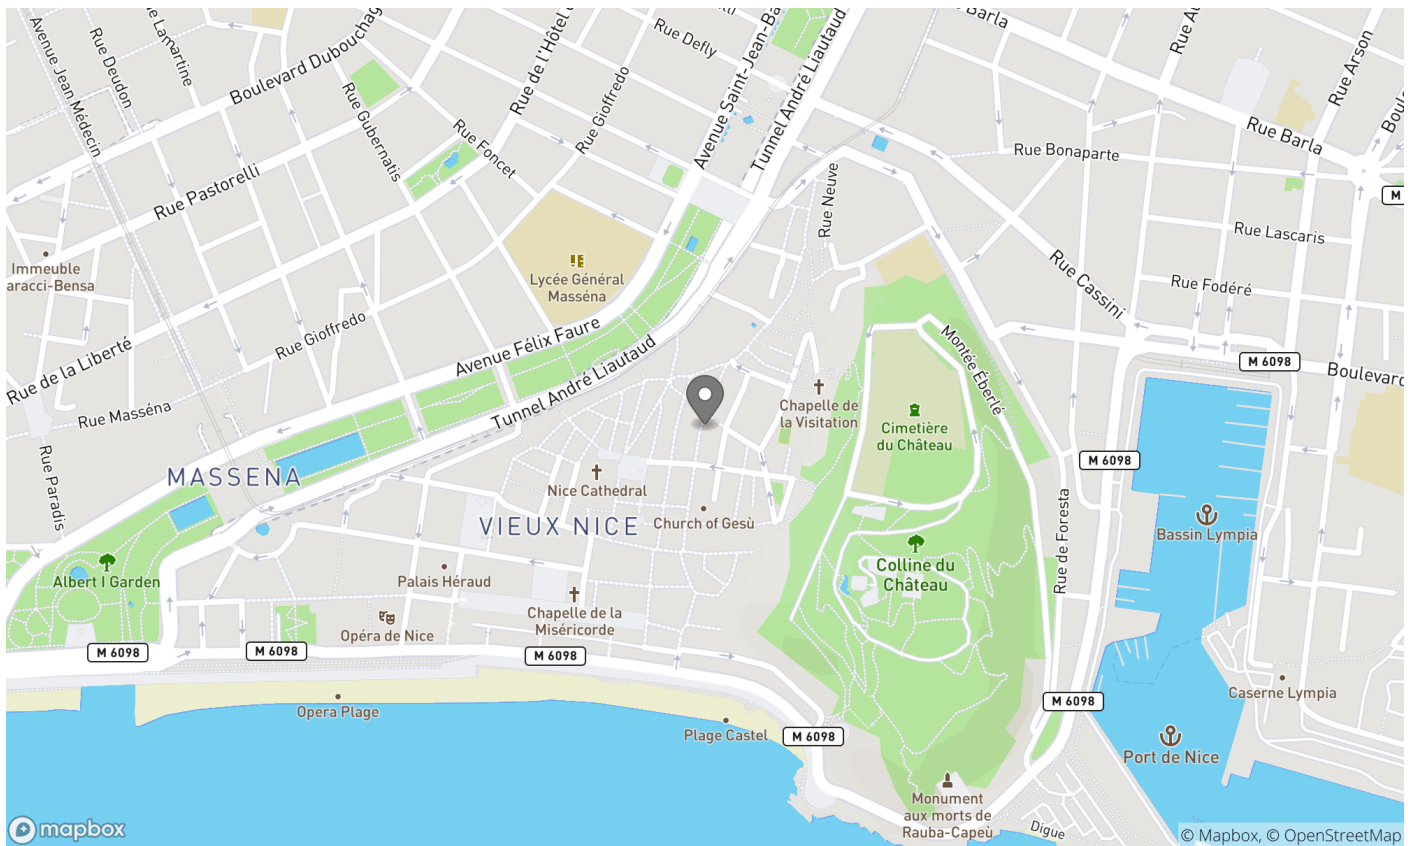 Avenue Jean Médecin
Rue Deudon
Rue Lamartine
Boulevard Dubouchag
Rue de l'Hôtel d
Rue Defly
Avenue Saint-Jean-Ba
Tunnel André Liautaud
Rue Barla
Rue Arson
Rue Gubernatis
Rue Foncet
Rue Gioffredo
Rue Barla
Rue Bonaparte
Rue Pastorelli
Rue Neuve
M
Rue Lascaris
Immeuble
aracci-Bensa
Lycée Général
Masséna
Rue Cassini
Rue Fodéré
Rue Gioffredo
Avenue Félix Faure
Rue de la Liberté
Tunnel André Liautaud
Montée Éberlé
M 6098
Boulevard
Rue Masséna
Chapelle de
la Visitation
Cimetière
du Château
Rue Paradis
MASSENA
Nice Cathedral
M 6098
VIEUX NICE
Church of Gesù
Rue de Foresta
Bassin Lympia
Albert I Garden
Palais Héraud
Colline du
Château
Chapelle de la
Miséricorde
Opéra de Nice
M 6098
M 6098
M 6098
Caserne Lympia
M 6098
Opera Plage
Plage Castel
M 6098
Port de Nice
Monument
aux morts de
Rauba-Capeù
Digue
mapbox
© Mapbox, © OpenStreetMap